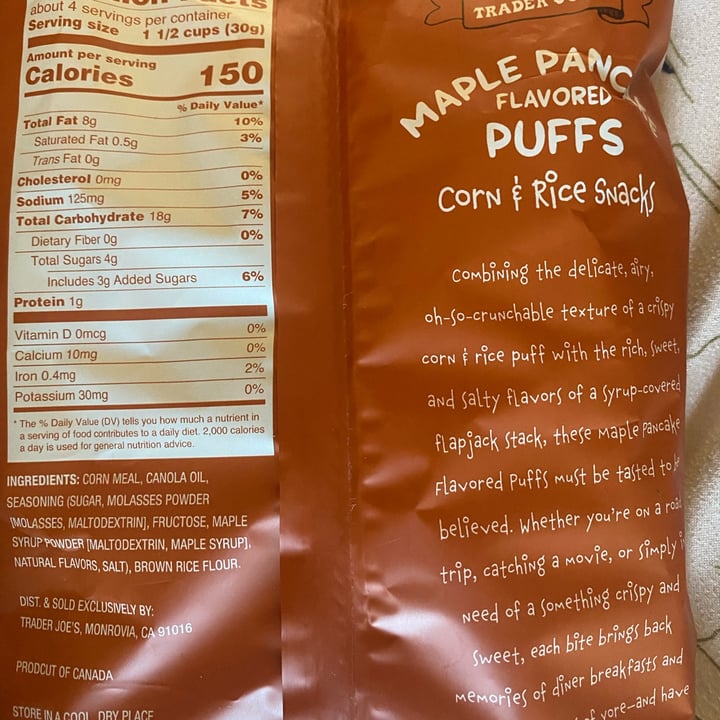 about 4 servings per container
Serving size 1 1/2 cups (30g)
Amount per serving
Calories 150
% Daily Value*
Total Fat 8g 10%
Saturated Fat 0.5g 3%
Trans Fat 0g
Cholesterol 0mg 0%
Sodium 125mg 5%
Total Carbohydrate 18g 7%
Dietary Fiber 0g 0%
Total Sugars 4g
Includes 3g Added Sugars 6%
Protein 1g
Vitamin D 0mcg 0%
Calcium 10mg 0%
Iron 0.4mg 2%
Potassium 30mg 0%
* The % Daily Value (DV) tells you how much a nutrient in
a serving of food contributes to a daily diet. 2,000 calories
a day is used for general nutrition advice.
INGREDIENTS: CORN MEAL, CANOLA OIL,
SEASONING (SUGAR, MOLASSES POWDER
[MOLASSES, MALTODEXTRIN], FRUCTOSE, MAPLE
SYRUP POWDER [MALTODEXTRIN, MAPLE SYRUP],
NATURAL FLAVORS, SALT), BROWN RICE FLOUR.
DIST. & SOLD EXCLUSIVELY BY:
TRADER JOE'S, MONROVIA, CA 91016
PRODCUT OF CANADA
STORE IN A COOL, DRY PLACE
TRADER
MAPLE PANC
FLAVORED
PUFFS
CORN & RICE SNACKS
Combining the delicate, airy,
oh-so-crunchable texture of a crispy
corn & rice puff with the rich, sweet,
and salty flavors of a syrup-covered
flapjack stack, these Maple Pancake
Flavored Puffs must be tasted to be
believed. Whether you're on a road
trip, catching a movie, or simply
need of a something crispy and
sweet, each bite brings back
memories of diner breakfasts and
of yore—and have